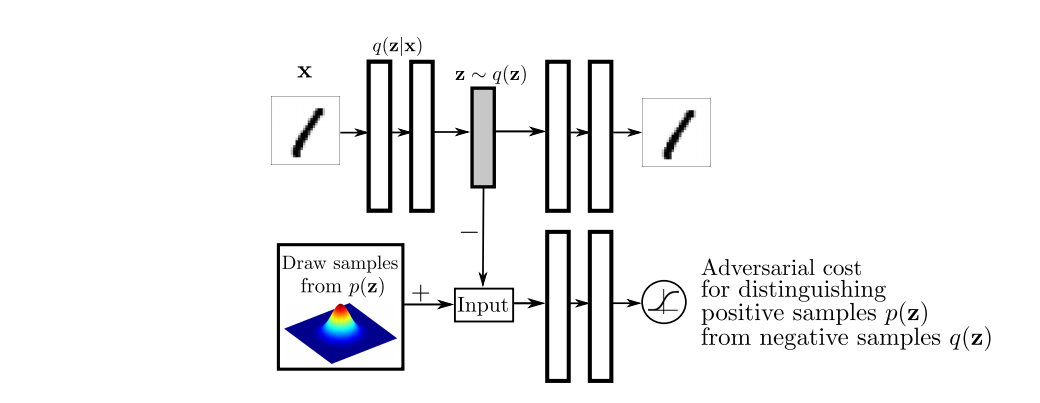 q(z|x)
x
z ∼ q(z)
−
Draw samples
from p(z)
+
Input
Adversarial cost
for distinguishing
positive samples p(z)
from negative samples q(z)